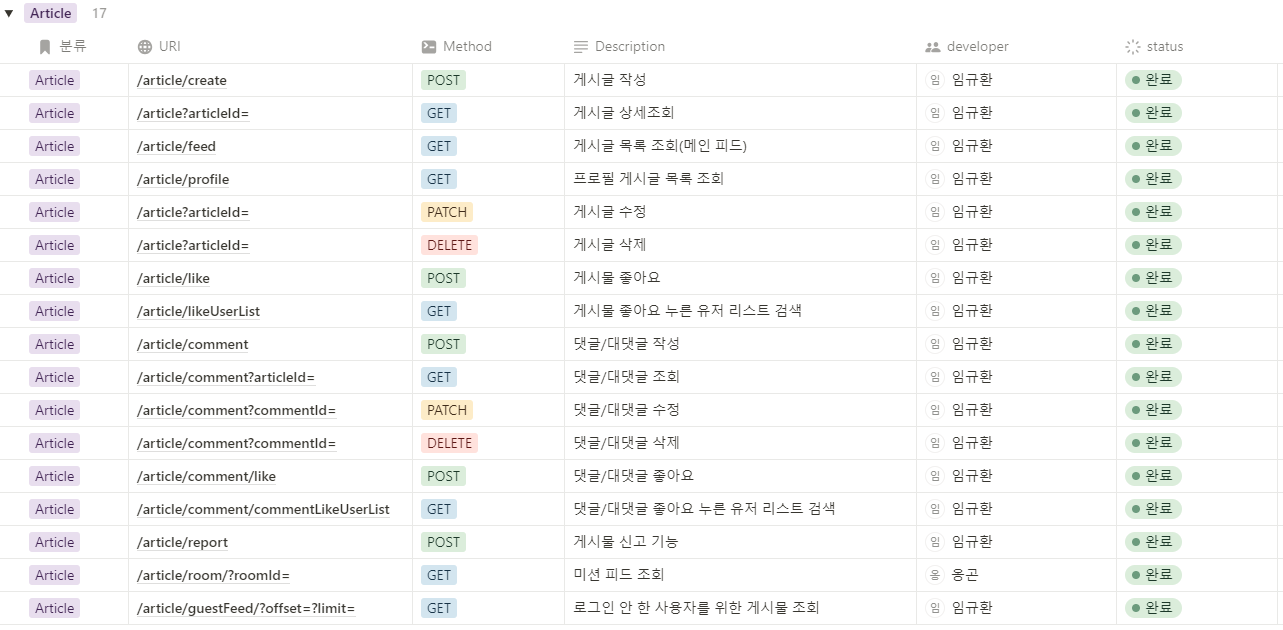 Article 17
분류 URI Method Description developer status
Article /article/create POST 게시글 작성 임 임규환 완료
Article /article?articleId= GET 게시글 상세조회 임 임규환 완료
Article /article/feed GET 게시글 목록 조회(메인 피드) 임 임규환 완료
Article /article/profile GET 프로필 게시글 목록 조회 임 임규환 완료
Article /article?articleId= PATCH 게시글 수정 임 임규환 완료
Article /article?articleId= DELETE 게시글 삭제 임 임규환 완료
Article /article/like POST 게시물 좋아요 임 임규환 완료
Article /article/likeUserList GET 게시물 좋아요 누른 유저 리스트 검색 임 임규환 완료
Article /article/comment POST 댓글/대댓글 작성 임 임규환 완료
Article /article/comment?articleId= GET 댓글/대댓글 조회 임 임규환 완료
Article /article/comment?commentId= PATCH 댓글/대댓글 수정 임 임규환 완료
Article /article/comment?commentId= DELETE 댓글/대댓글 삭제 임 임규환 완료
Article /article/comment/like POST 댓글/대댓글 좋아요 임 임규환 완료
Article /article/comment/commentLikeUserList GET 댓글/대댓글 좋아요 누른 유저 리스트 검색 임 임규환 완료
Article /article/report POST 게시물 신고 기능 임 임규환 완료
Article /article/room/?roomId= GET 미션 피드 조회 옹 옹곤 완료
Article /article/guestFeed/?offset=?limit= GET 로그인 안 한 사용자를 위한 게시물 조회 임 임규환 완료